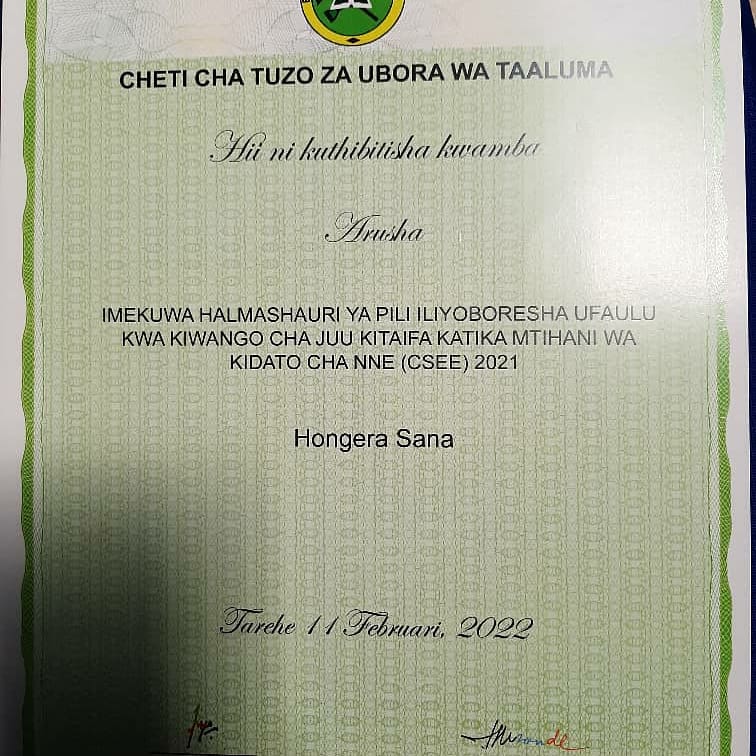 CHETI CHA TUZO ZA UBORA WA TAALUMA
Hii ni kuthibitisha kwamba
Arusha
IMEKUWA HALMASHAURI YA PILI ILIYOBORESHA UFAULU
KWA KIWANGO CHA JUU KITAIFA KATIKA MTIHANI WA
KIDATO CHA NNE (CSEE) 2021
Hongera Sana
Tarehe 11 Februari, 2022